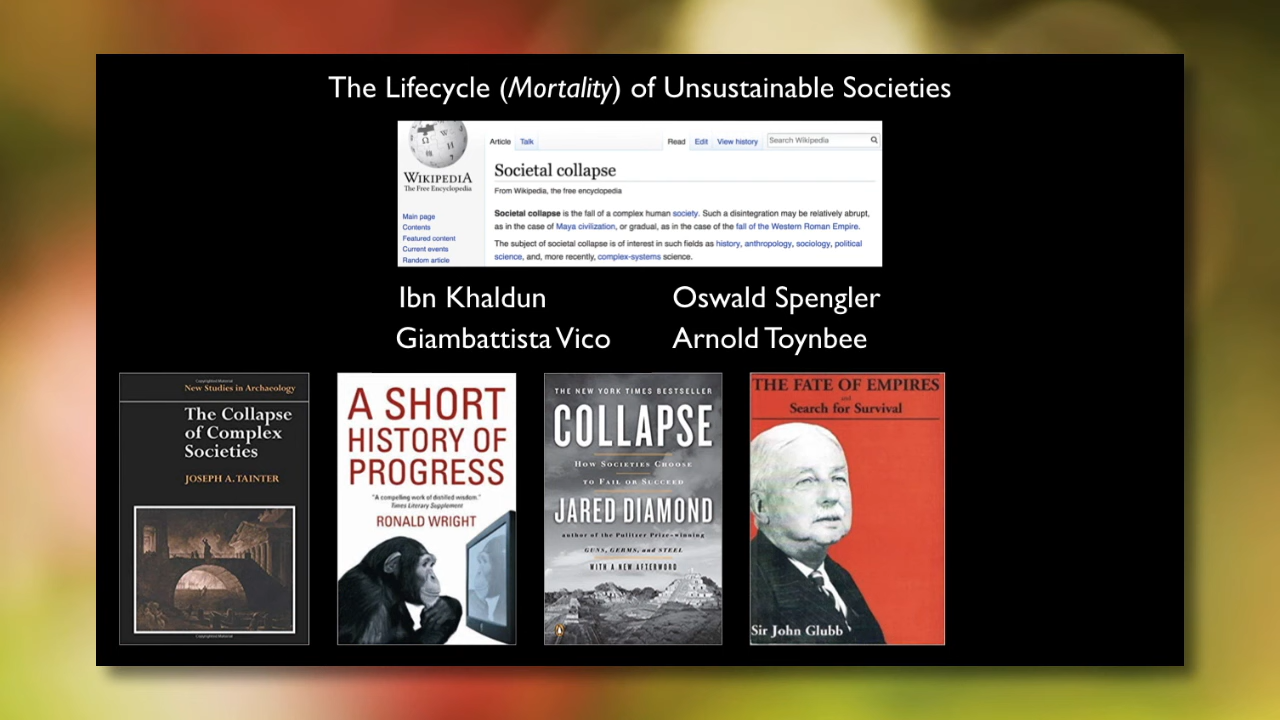 The Lifecycle (Mortality) of Unsustainable Societies
WIKIPEDIA
The Free Encyclopedia
Main page
Contents
Featured content
Current events
Random article
Article Talk
Read Edit View history
Search Wikipedia
Societal collapse
From Wikipedia, the free encyclopedia
Societal collapse is the fall of a complex human society. Such a disintegration may be relatively abrupt,
as in the case of Maya civilization, or gradual, as in the case of the fall of the Western Roman Empire.
The subject of societal collapse is of interest in such fields as history, anthropology, sociology, political
science, and, more recently, complex-systems science.
Ibn Khaldun
Oswald Spengler
Giambattista Vico
Arnold Toynbee
Copyrighted Material
New Studies in Archaeology
The Collapse
of Complex
Societies
JOSEPH A. TAINTER
Copyrighted Material
A SHORT
HISTORY OF
PROGRESS
"A compelling work of distilled wisdom."
Times Literary Supplement
RONALD WRIGHT
THE NEW YORK TIMES BESTSELLER
COLLAPSE
HOW SOCIETIES CHOOSE
TO FAIL OR SUCCEED
JARED DIAMOND
author of the Pulitzer Prize-winning
GUNS, GERMS, and STEEL
WITH A NEW AFTERWORD
THE FATE OF EMPIRES
and
Search for Survival
Sir John Glubb